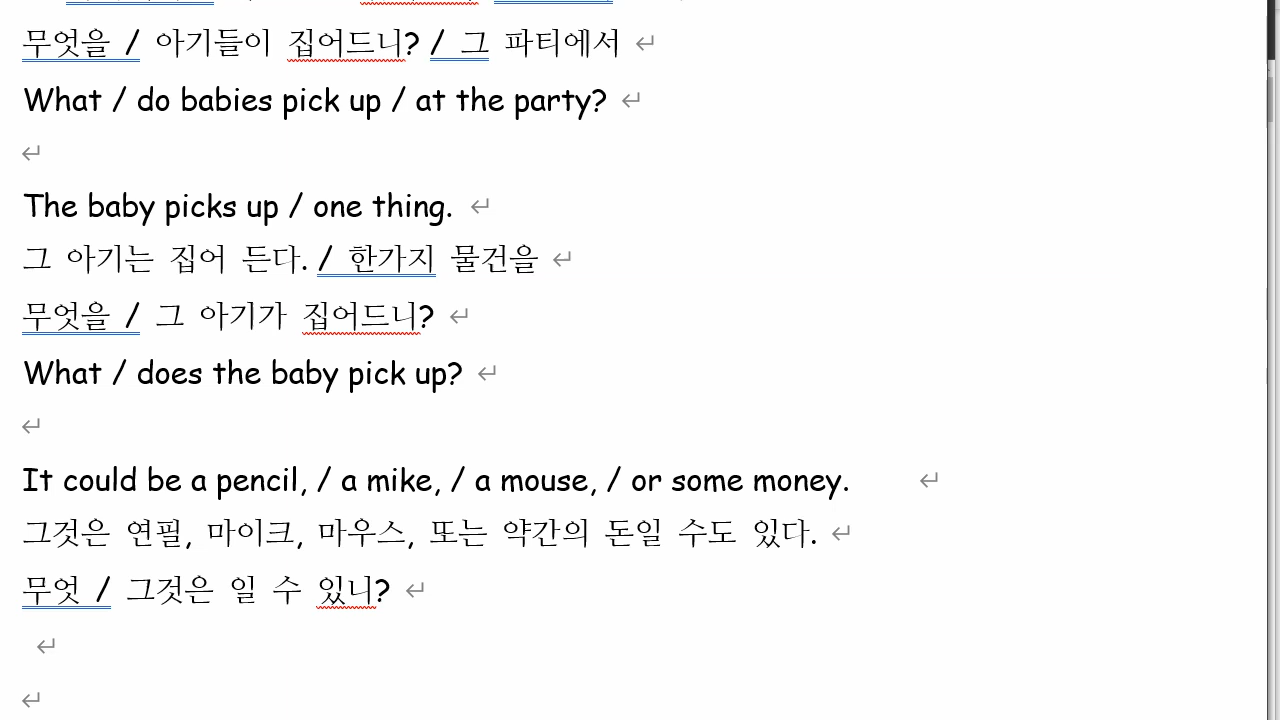 무엇을 / 아기들이 집어드니? / 그 파티에서
What / do babies pick up / at the party?
The baby picks up / one thing.
그 아기는 집어 든다. / 한가지 물건을
무엇을 / 그 아기가 집어드니?
What / does the baby pick up?
It could be a pencil, / a mike, / a mouse, / or some money.
그것은 연필, 마이크, 마우스, 또는 약간의 돈일 수도 있다.
무엇 / 그것은 일 수 있니?